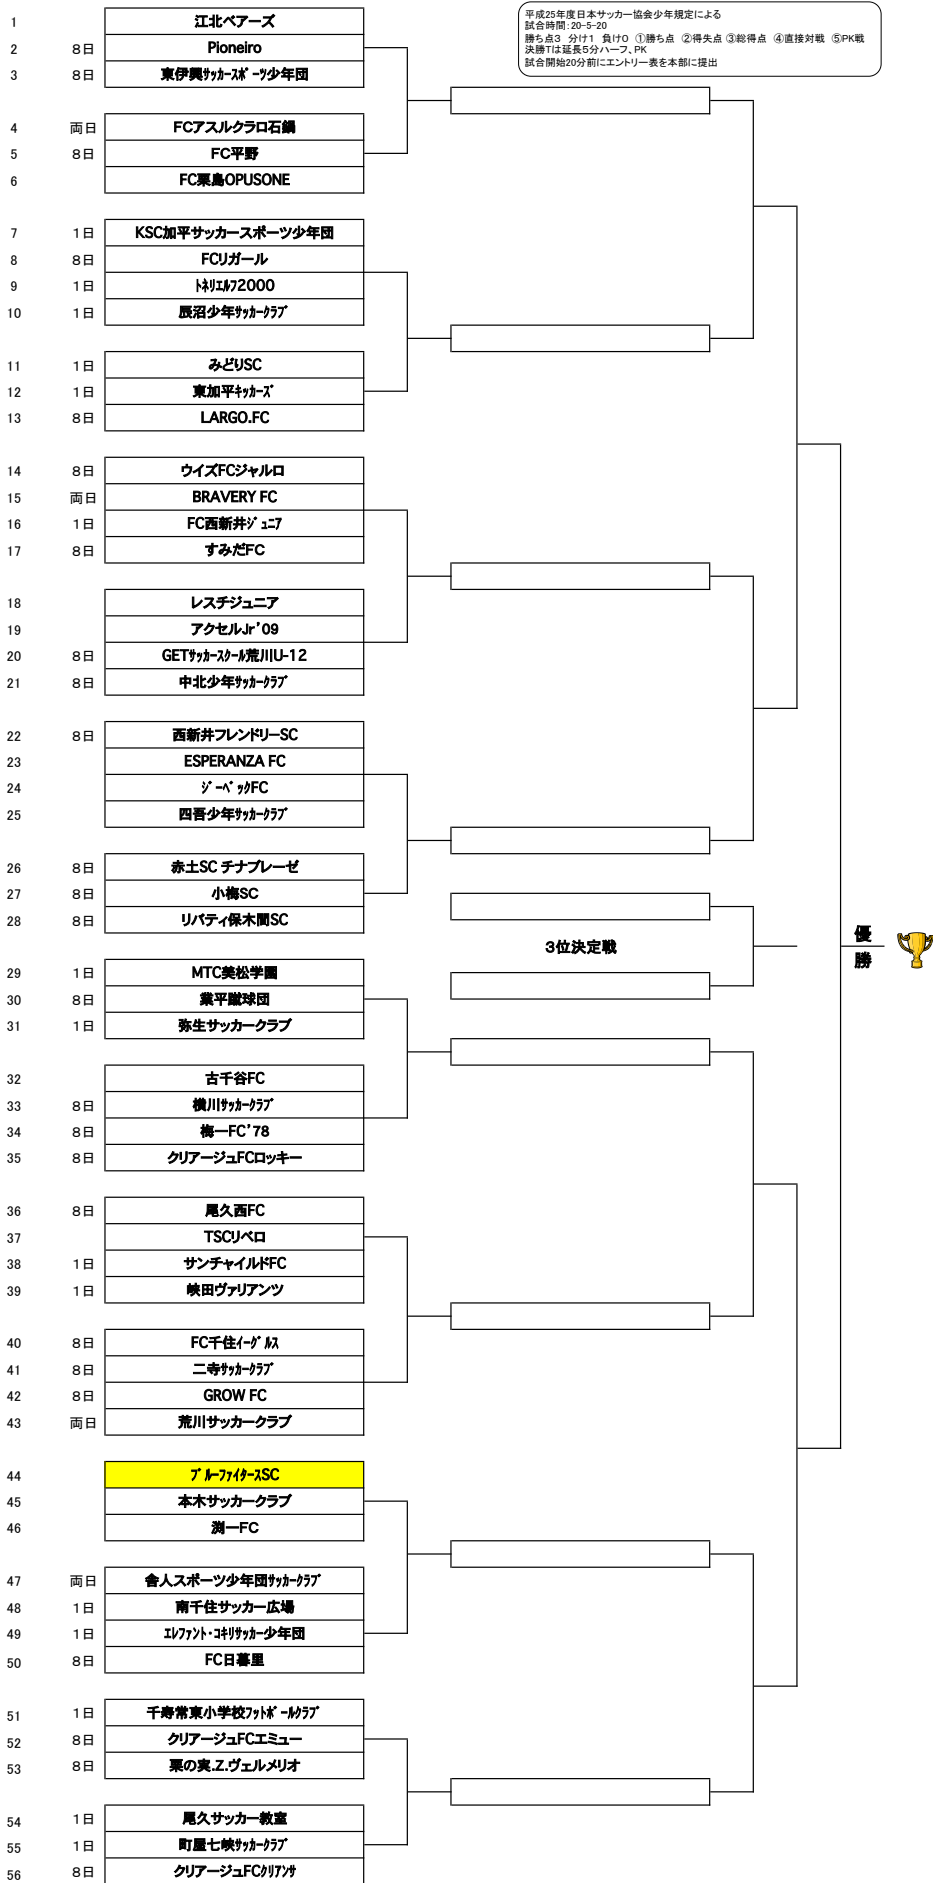 平成25年度日本サッカー協会少年規定による
試合時間:20-5-20
勝ち点3 分け1 負け0 ①勝ち点 ②得失点 ③総得点 ④直接対戦 ⑤PK戦
決勝Tは延長5分ハーフ、PK
試合開始20分前にエントリー表を本部に提出
1 江北ベアーズ
2 8日 Pioneiro
3 8日 東伊興サッカースポーツ少年団
4 両日 FCアスルクラロ石鍋
5 8日 FC平野
6 FC栗島OPUSONE
7 1日 KSC加平サッカースポーツ少年団
8 8日 FCリガール
9 1日 トネリエルフ2000
10 1日 辰沼少年サッカークラブ
11 1日 みどりSC
12 1日 東加平キッカーズ
13 8日 LARGO.FC
14 8日 ウイズFCジャルロ
15 両日 BRAVERY FC
16 1日 FC西新井ジュニア
17 8日 すみだFC
18 レスチジュニア
19 アクセルJr’09
20 8日 GETサッカースクール荒川U-12
21 8日 中北少年サッカークラブ
22 8日 西新井フレンドリーSC
23 ESPERANZA FC
24 ジーベックFC
25 四吾少年サッカークラブ
26 8日 赤土SC チナブレーゼ
27 8日 小梅SC
28 8日 リバティ保木間SC
3位決定戦
優勝
29 1日 MTC美松学園
30 8日 業平蹴球団
31 1日 弥生サッカークラブ
32 古千谷FC
33 8日 横川サッカークラブ
34 8日 梅一FC’78
35 8日 クリアージュFCロッキー
36 8日 尾久西FC
37 TSCリベロ
38 1日 サンチャイルドFC
39 1日 峡田ヴァリアンツ
40 8日 FC千住イーグルス
41 8日 二寺サッカークラブ
42 8日 GROW FC
43 両日 荒川サッカークラブ
44 ブルーファイタースSC
45 本木サッカークラブ
46 渕一FC
47 両日 舎人スポーツ少年団サッカークラブ
48 1日 南千住サッカー広場
49 1日 エレファント・コキリサッカー少年団
50 8日 FC日暮里
51 1日 千寿常東小学校フットボールクラブ
52 8日 クリアージュFCエミュー
53 8日 栗の実.Z.ヴェルメリオ
54 1日 尾久サッカー教室
55 1日 町屋七峡サッカークラブ
56 8日 クリアージュFCクリアンサ